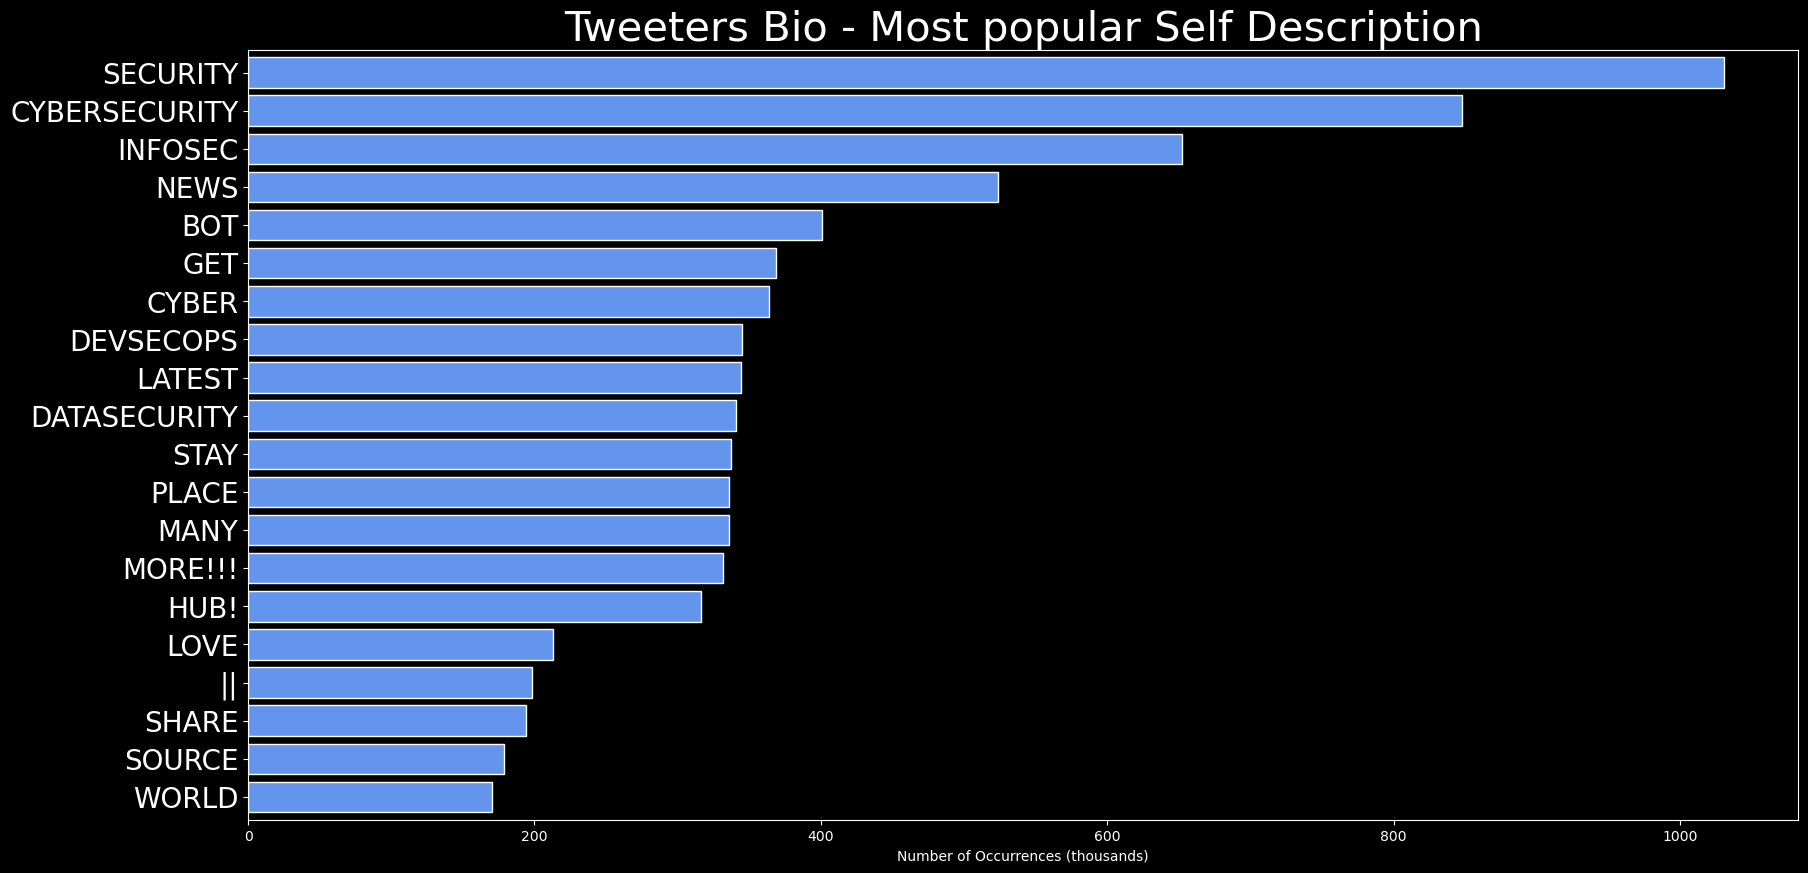 Tweeters Bio - Most popular Self Description
SECURITY
CYBERSECURITY
INFOSEC
NEWS
BOT
GET
CYBER
DEVSECOPS
LATEST
DATASECURITY
STAY
PLACE
MANY
MORE!!!
HUB!
LOVE
||
SHARE
SOURCE
WORLD
0 200 400 600 800 1000
Number of Occurrences (thousands)